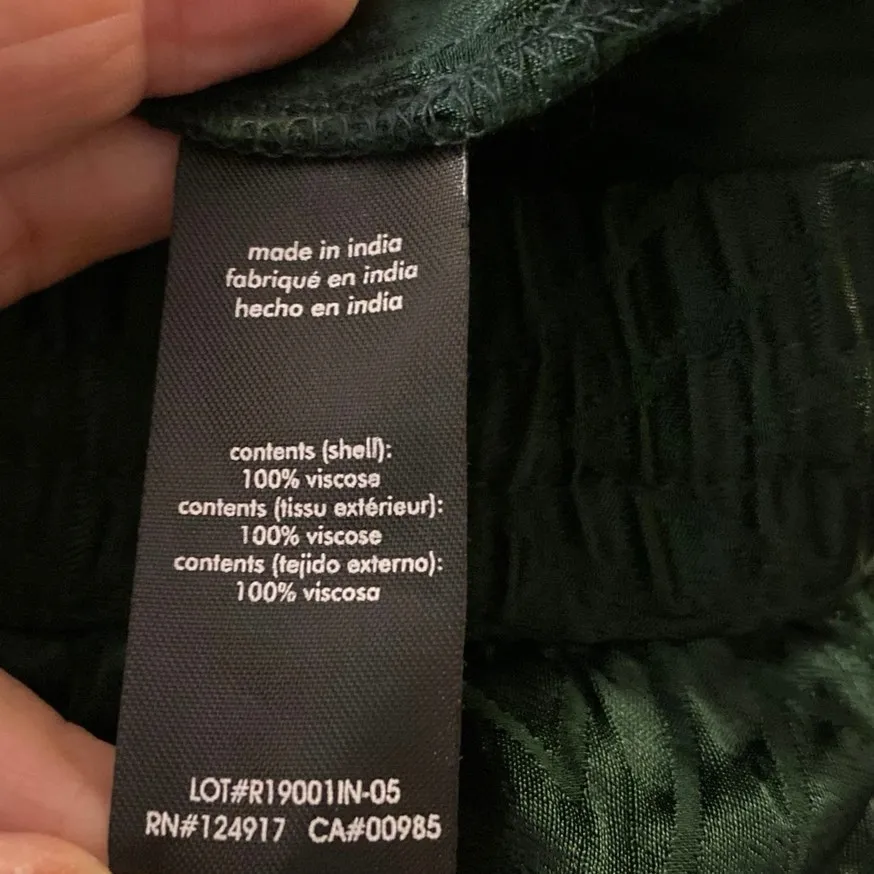 made in india
fabriqué en india
hecho en india
contents (shell):
100% viscose
contents (tissu extérieur):
100% viscose
contents (tejido externo):
100% viscosa
LOT#R19001IN-05
RN#124917 CA#00985